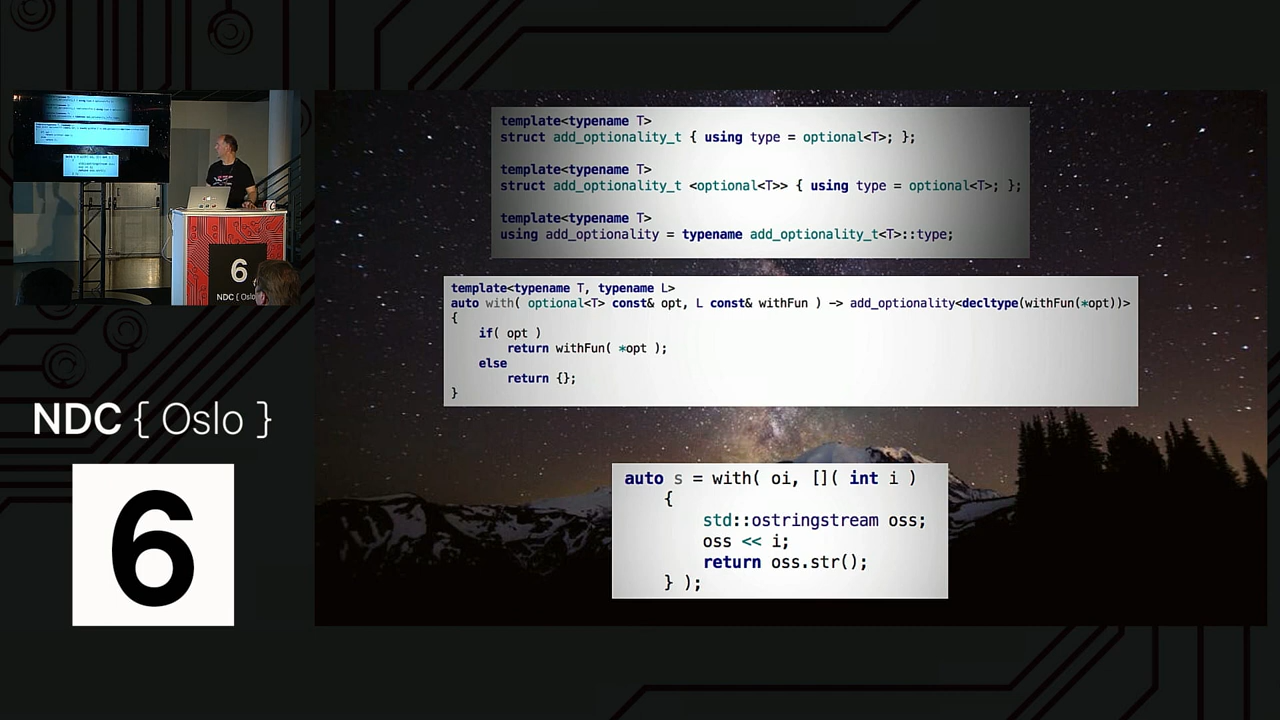 template<typename T>
struct add_optionality_t { using type = optional<T>; };
template<typename T>
struct add_optionality_t <optional<T>> { using type = optional<T>; };
template<typename T>
using add_optionality = typename add_optionality_t<T>::type;
template<typename T, typename L>
auto with( optional<T> const& opt, L const& withFun ) -> add_optionality<decltype(withFun(*opt))>
{
if( opt )
return withFun( *opt );
else
return {};
}
auto s = with( oi, []( int i )
{
std::ostringstream oss;
oss << i;
return oss.str();
} );
6
NDC { Oslo
NDC { Oslo }
6